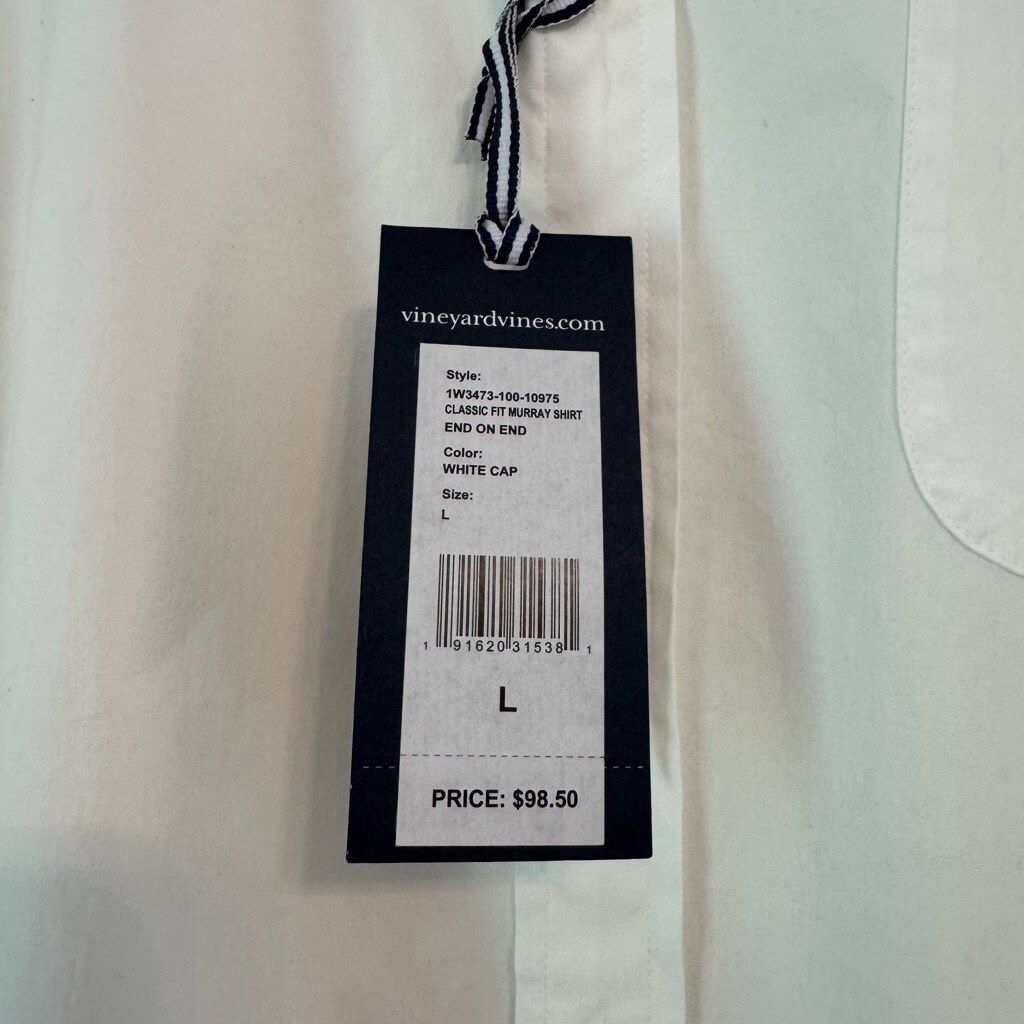 vineyardvines.com
Style:
1W3473-100-10975
CLASSIC FIT MURRAY SHIRT
END ON END
Color:
WHITE CAP
Size:
L
1 91620 31538 1
L
PRICE: $98.50